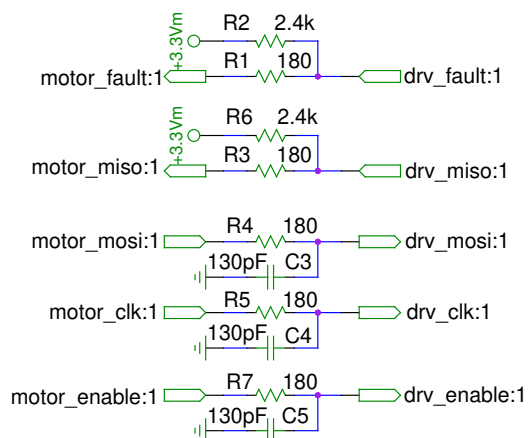 R2 2.4k
+3.3Vm
R1 180
motor_fault:1 drv_fault:1
R6 2.4k
+3.3Vm
R3 180
motor_miso:1 drv_miso:1
R4 180
motor_mosi:1 drv_mosi:1
130pF C3
R5 180
motor_clk:1 drv_clk:1
130pF C4
R7 180
motor_enable:1 drv_enable:1
130pF C5